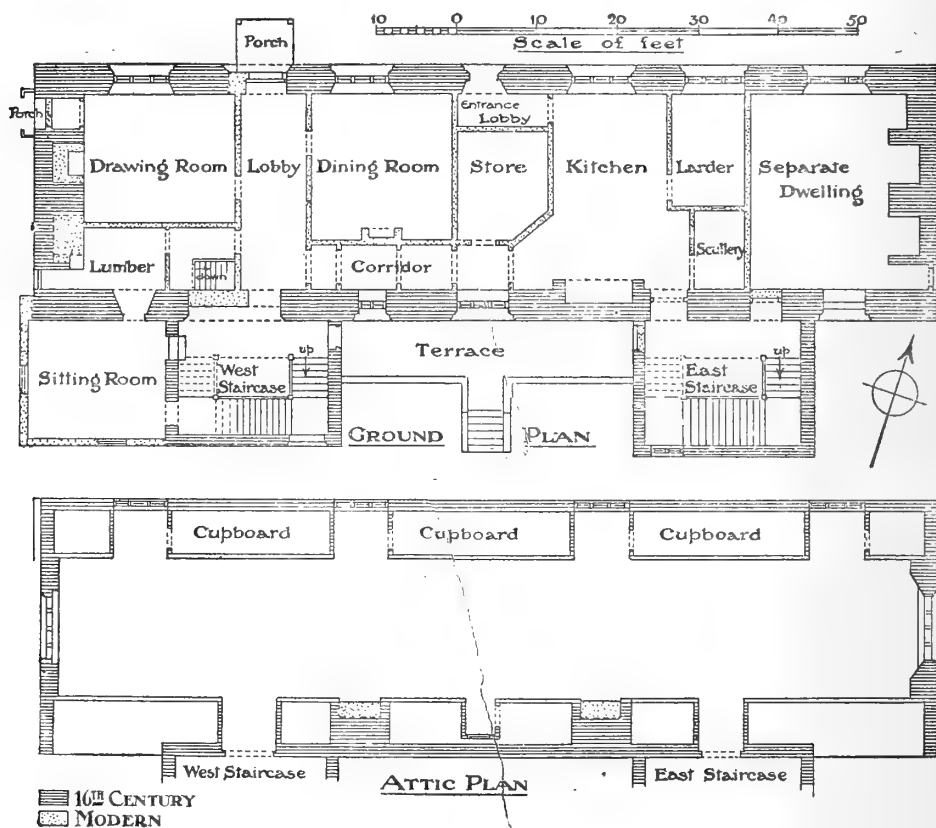 10 0 10 20 30 40 50
Scale of feet
Porch
Porch
Drawing Room
Lobby
Dining Room
Entrance
Lobby
Store
Kitchen
Larder
Separate
Dwelling
Lumber
down
Corridor
Scullery
Sitting Room
West
Staircase
up
Terrace
East
Staircase
up
GROUND PLAN
Cupboard
Cupboard
Cupboard
West Staircase
ATTIC PLAN
East Staircase
16TH CENTURY
MODERN